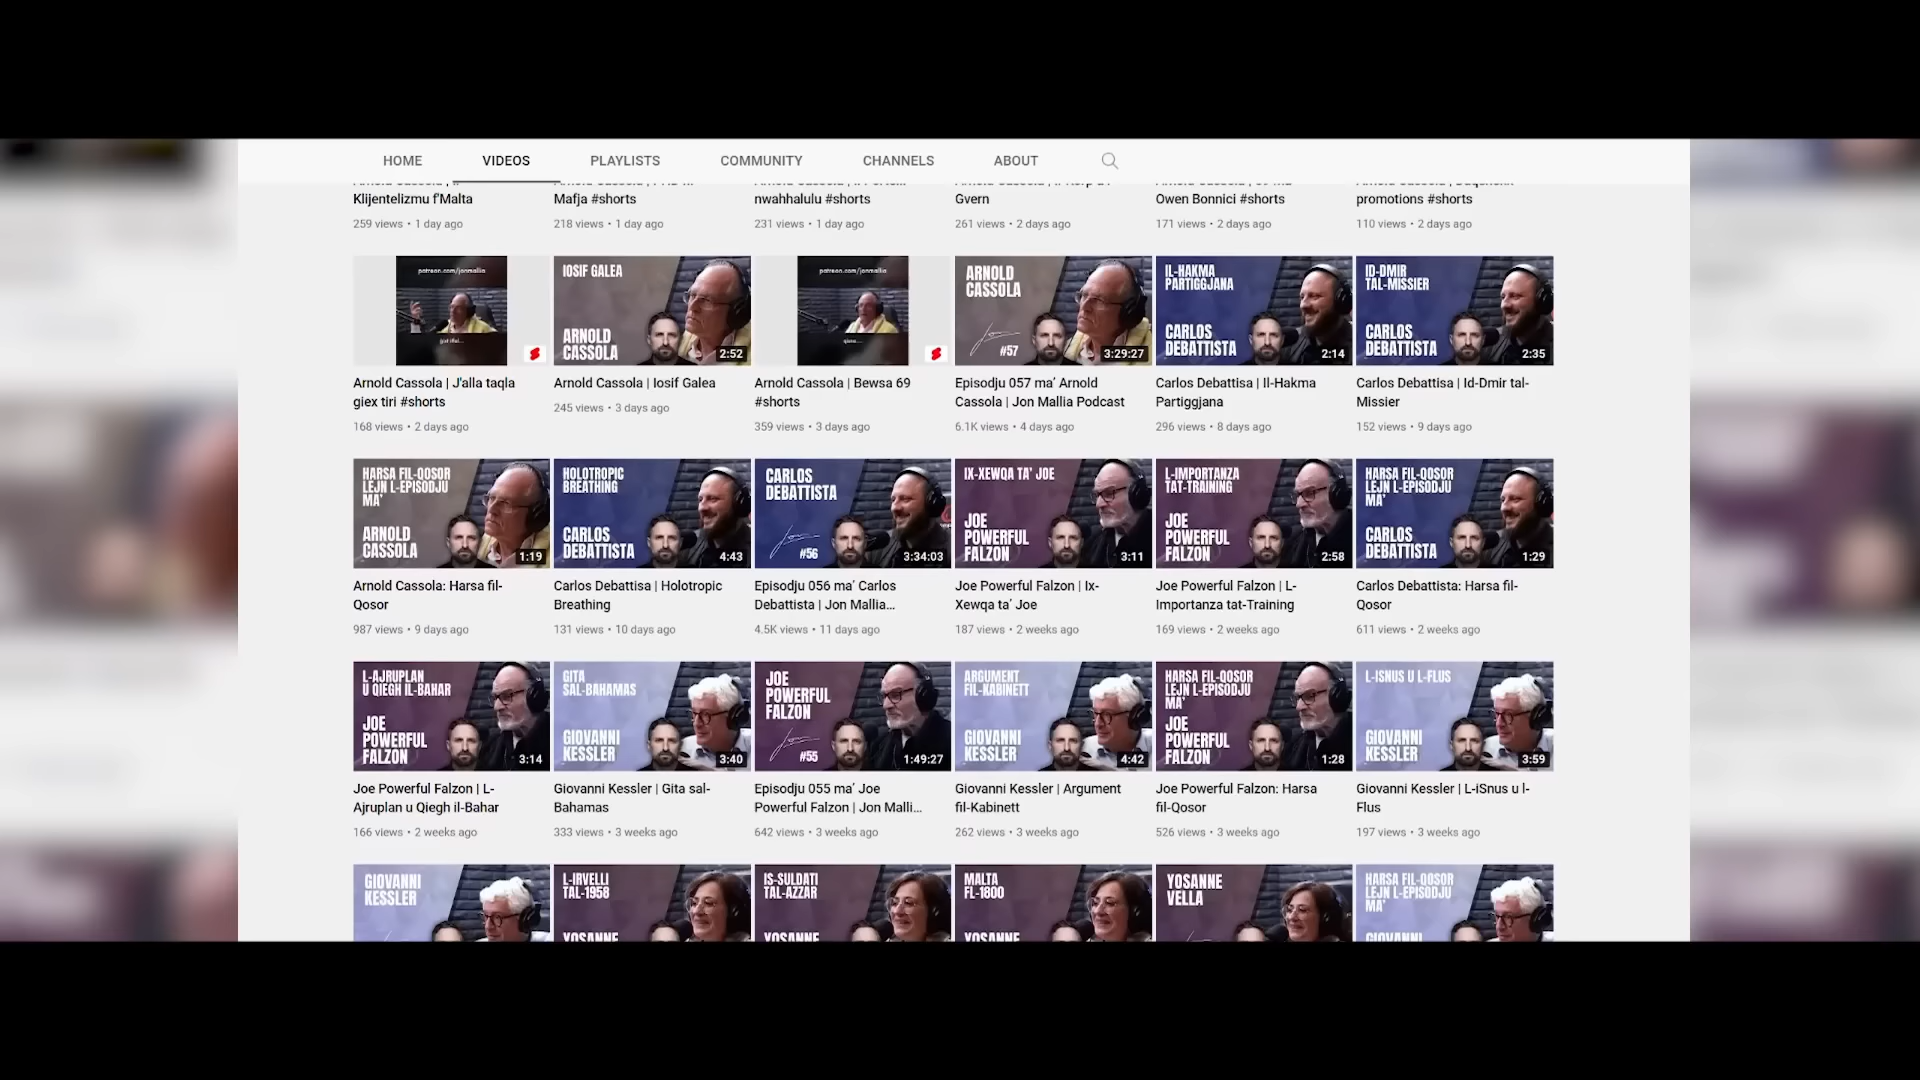 HOME VIDEOS PLAYLISTS COMMUNITY CHANNELS ABOUT
Klijentelizmu f'Malta
259 views • 1 day ago
Mafja #shorts
218 views • 1 day ago
nwahhalulu #shorts
231 views • 1 day ago
Gvern
261 views • 2 days ago
Owen Bonnici #shorts
171 views • 2 days ago
promotions #shorts
110 views • 2 days ago
patreon.com/jonmallia
Arnold Cassola | J'alla taqla
giex tiri #shorts
168 views • 2 days ago
IOSIF GALEA
ARNOLD
CASSOLA
2:52
Arnold Cassola | Iosif Galea
245 views • 3 days ago
patreon.com/jonmallia
Arnold Cassola | Bewsa 69
#shorts
359 views • 3 days ago
ARNOLD
CASSOLA
#57
3:29:27
Episodju 057 ma' Arnold
Cassola | Jon Mallia Podcast
6.1K views • 4 days ago
IL-HAKMA
PARTIGGJANA
CARLOS
DEBATTISTA
2:14
Carlos Debattisa | Il-Hakma
Partiggjana
296 views • 8 days ago
ID-DMIR
TAL-MISSIER
CARLOS
DEBATTISTA
2:35
Carlos Debattisa | Id-Dmir tal-
Missier
152 views • 9 days ago
HARSA FIL-QOSOR
LEJN L-EPISODJU
MA'
ARNOLD
CASSOLA
1:19
Arnold Cassola: Harsa fil-
Qosor
987 views • 9 days ago
HOLOTROPIC
BREATHING
CARLOS
DEBATTISTA
4:43
Carlos Debattisa | Holotropic
Breathing
131 views • 10 days ago
CARLOS
DEBATTISTA
#56
3:34:03
Episodju 056 ma' Carlos
Debattista | Jon Mallia...
4.5K views • 11 days ago
IX-XEWQA TA' JOE
JOE
POWERFUL
FALZON
3:11
Joe Powerful Falzon | Ix-
Xewqa ta' Joe
187 views • 2 weeks ago
L-IMPORTANZA
TAT-TRAINING
JOE
POWERFUL
FALZON
2:58
Joe Powerful Falzon | L-
Importanza tat-Training
169 views • 2 weeks ago
HARSA FIL-QOSOR
LEJN L-EPISODJU
MA'
CARLOS
DEBATTISTA
1:29
Carlos Debattista: Harsa fil-
Qosor
611 views • 2 weeks ago
L-AJRUPLAN
U QIEGH IL-BAHAR
JOE
POWERFUL
FALZON
3:14
Joe Powerful Falzon | L-
Ajruplan u Qiegh il-Bahar
166 views • 2 weeks ago
GITA
SAL-BAHAMAS
GIOVANNI
KESSLER
3:40
Giovanni Kessler | Gita sal-
Bahamas
333 views • 3 weeks ago
JOE
POWERFUL
FALZON
#55
1:49:27
Episodju 055 ma' Joe
Powerful Falzon | Jon Malli...
642 views • 3 weeks ago
ARGUMENT
FIL-KABINETT
GIOVANNI
KESSLER
4:42
Giovanni Kessler | Argument
fil-Kabinett
262 views • 3 weeks ago
HARSA FIL-QOSOR
LEJN L-EPISODJU
MA'
JOE
POWERFUL
FALZON
1:28
Joe Powerful Falzon: Harsa
fil-Qosor
526 views • 3 weeks ago
L-ISNUS U L-FLUS
GIOVANNI
KESSLER
3:59
Giovanni Kessler | L-iSnus u l-
Flus
197 views • 3 weeks ago
GIOVANNI
KESSLER
L-IRVELLI
TAL-1958
YOSANNE
IS-SULDATI
TAL-AZZAR
YOSANNE
MALTA
FL-1800
YOSANNE
YOSANNE
VELLA
HARSA FIL-QOSOR
LEJN L-EPISODJU
MA'
GIOVANNI